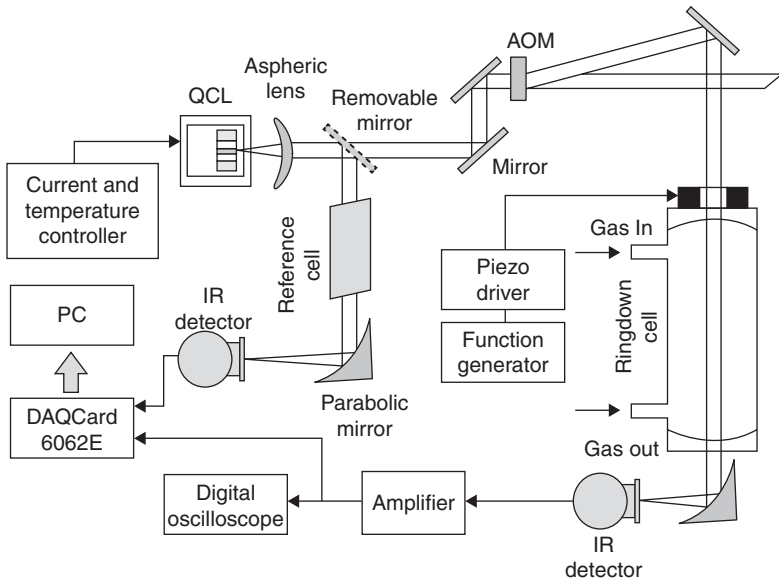 AOM
Aspheric
lens
QCL
Removable
mirror
Mirror
Current and
temperature
controller
Reference
cell
Gas In
Piezo
driver
Function
generator
Ringdown
cell
IR
detector
PC
Parabolic
mirror
DAQCard
6062E
Gas out
Digital
oscilloscope
Amplifier
IR
detector